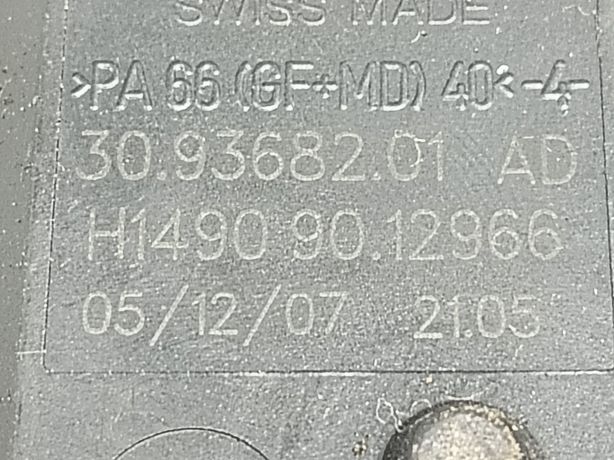 SWISS MADE
>PA 66 (GF+MD) 40< -4-
30.93682.01 AD
H1490 90.12966
05/12/07 21.05